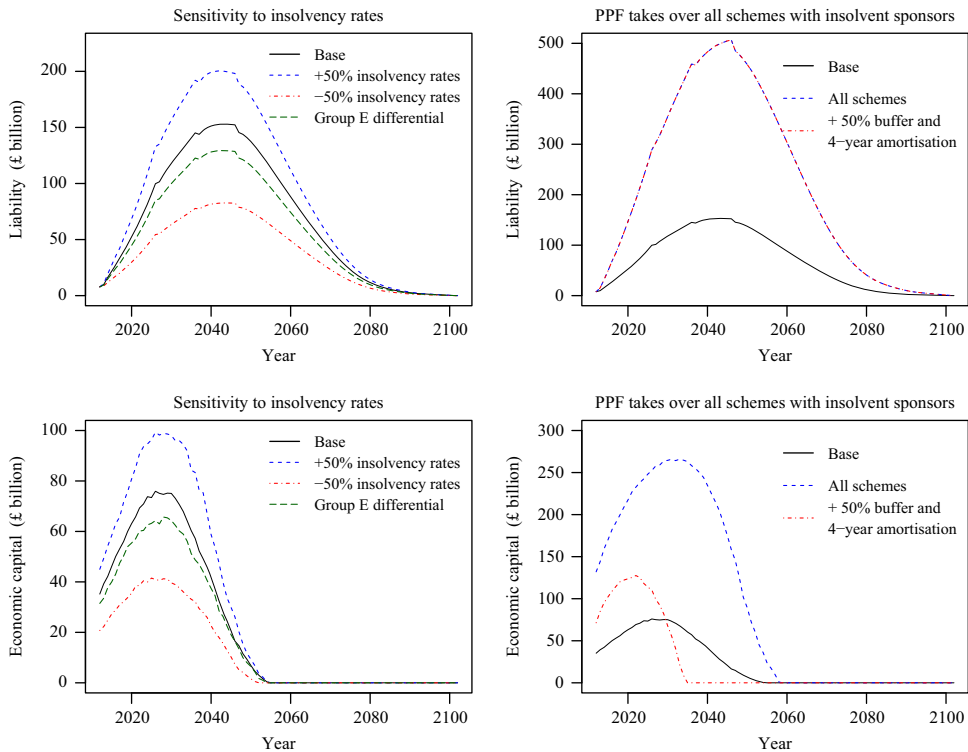 Sensitivity to insolvency rates
Liability (£ billion)
200
150
100
50
0
Base
+50% insolvency rates
−50% insolvency rates
Group E differential
2020 2040 2060 2080 2100
Year
PPF takes over all schemes with insolvent sponsors
Liability (£ billion)
500
400
300
200
100
0
Base
All schemes
+ 50% buffer and
4−year amortisation
2020 2040 2060 2080 2100
Year
Sensitivity to insolvency rates
Economic capital (£ billion)
100
80
60
40
20
0
Base
+50% insolvency rates
−50% insolvency rates
Group E differential
2020 2040 2060 2080 2100
Year
PPF takes over all schemes with insolvent sponsors
Economic capital (£ billion)
300
250
200
150
100
50
0
Base
All schemes
+ 50% buffer and
4−year amortisation
2020 2040 2060 2080 2100
Year